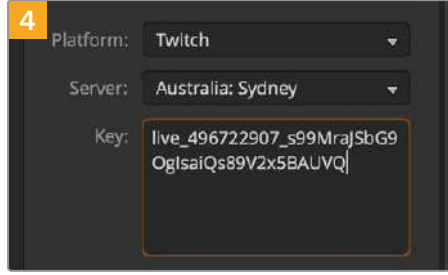 4
Platform: Twitch
Server: Australia: Sydney
Key: live_496722907_s99MraJSbG9
OgIsaiQs89V2x5BAUVQ